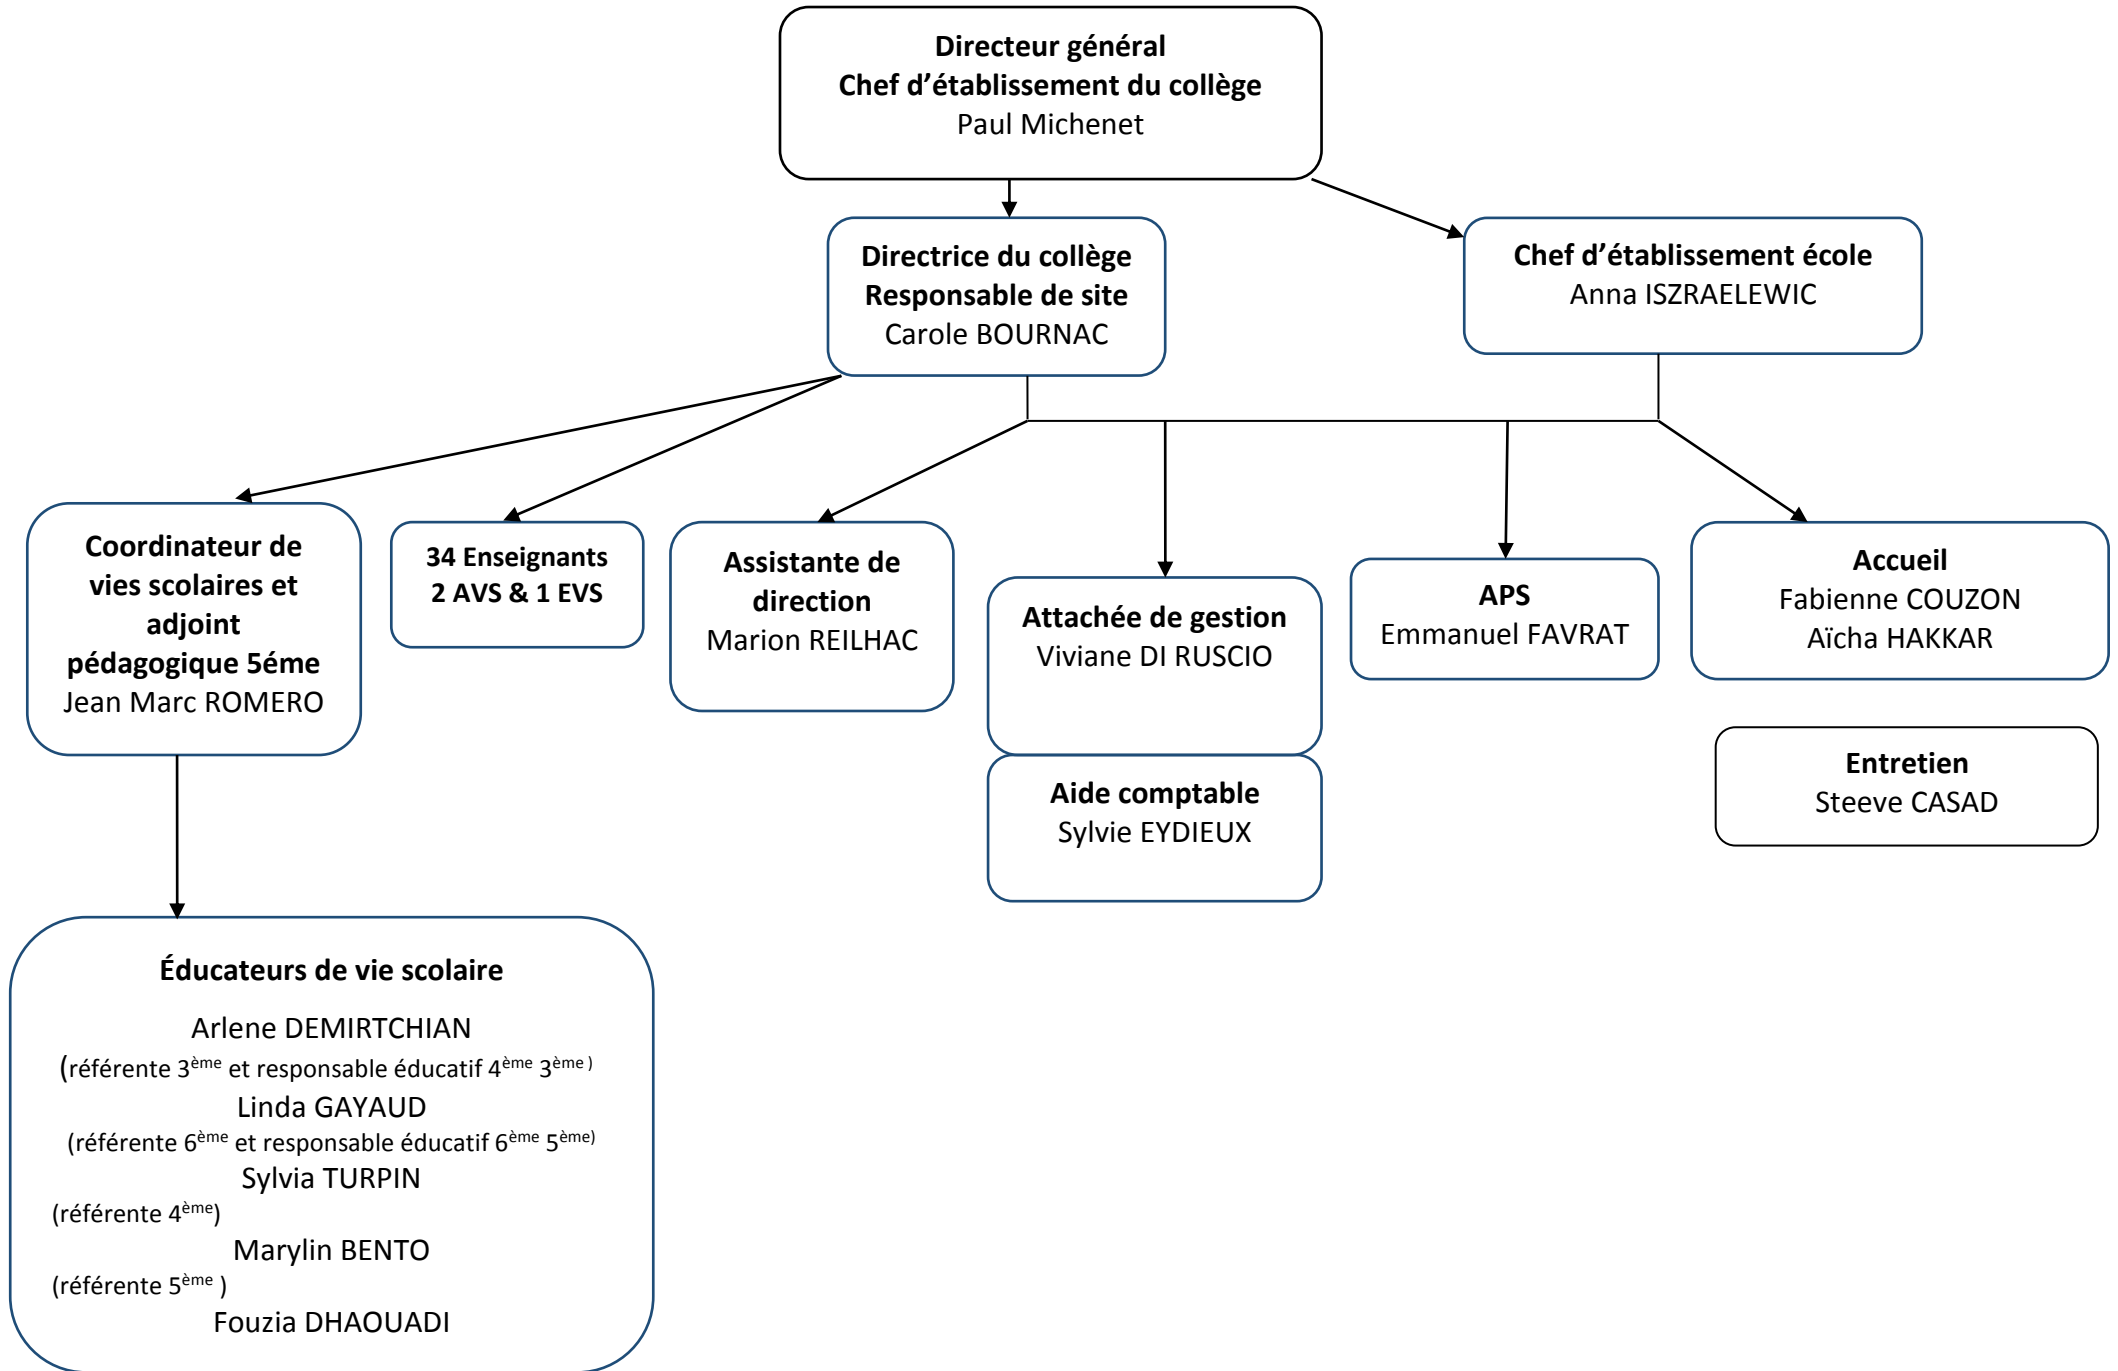 Directeur général
Chef d’établissement du collège
Paul Michenet
Directrice du collège
Responsable de site
Carole BOURNAC
Chef d’établissement école
Anna ISZRAELEWIC
Coordinateur de
vies scolaires et
adjoint
pédagogique 5éme
Jean Marc ROMERO
34 Enseignants
2 AVS & 1 EVS
Assistante de
direction
Marion REILHAC
Attachée de gestion
Viviane DI RUSCIO
APS
Emmanuel FAVRAT
Accueil
Fabienne COUZON
Aïcha HAKKAR
Entretien
Steeve CASAD
Aide comptable
Sylvie EYDIEUX
Éducateurs de vie scolaire
Arlene DEMIRTCHIAN
(référente 3ème et responsable éducatif 4ème 3ème )
Linda GAYAUD
(référente 6ème et responsable éducatif 6ème 5ème)
Sylvia TURPIN
(référente 4ème)
Marylin BENTO
(référente 5ème )
Fouzia DHAOUADI